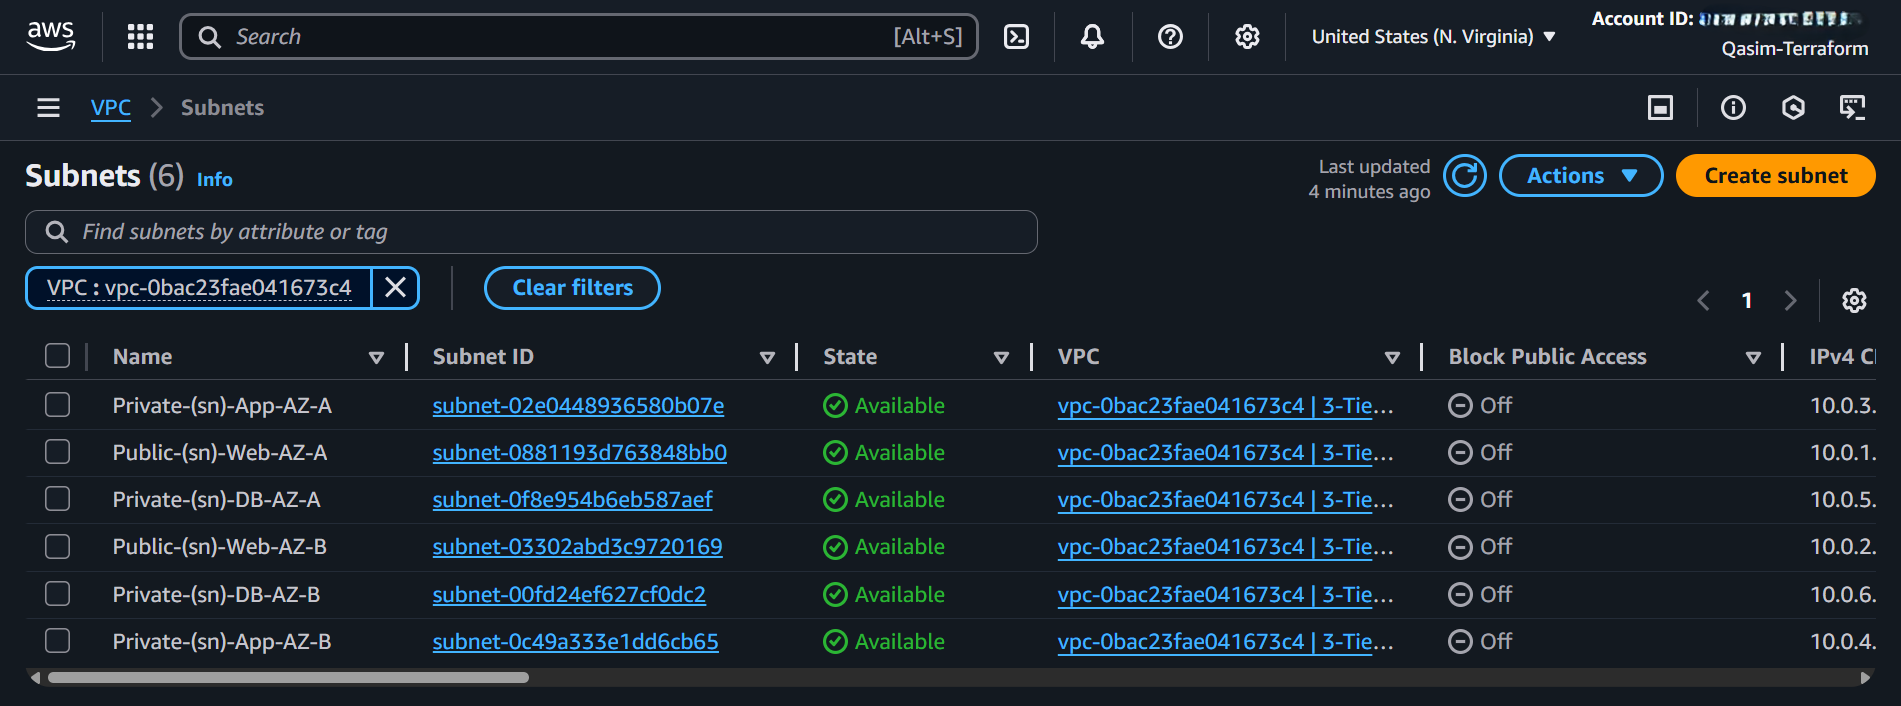 aws
Search [Alt+S]
United States (N. Virginia)
Account ID:
Qasim-Terraform
VPC > Subnets
Subnets (6) Info
Last updated
4 minutes ago
Actions
Create subnet
Find subnets by attribute or tag
VPC : vpc-0bac23fae041673c4
Clear filters
1
Name Subnet ID State VPC Block Public Access IPv4 CI
Private-(sn)-App-AZ-A subnet-02e0448936580b07e Available vpc-0bac23fae041673c4 | 3-Tie... Off 10.0.3.
Public-(sn)-Web-AZ-A subnet-0881193d763848bb0 Available vpc-0bac23fae041673c4 | 3-Tie... Off 10.0.1.
Private-(sn)-DB-AZ-A subnet-0f8e954b6eb587aef Available vpc-0bac23fae041673c4 | 3-Tie... Off 10.0.5.
Public-(sn)-Web-AZ-B subnet-03302abd3c9720169 Available vpc-0bac23fae041673c4 | 3-Tie... Off 10.0.2.
Private-(sn)-DB-AZ-B subnet-00fd24ef627cf0dc2 Available vpc-0bac23fae041673c4 | 3-Tie... Off 10.0.6.
Private-(sn)-App-AZ-B subnet-0c49a333e1dd6cb65 Available vpc-0bac23fae041673c4 | 3-Tie... Off 10.0.4.